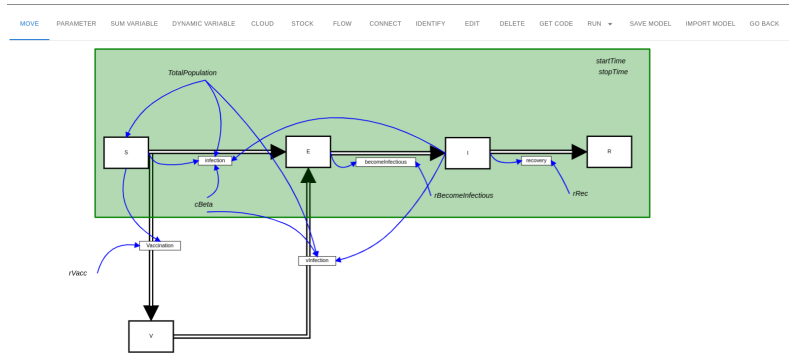 MOVE PARAMETER SUM VARIABLE DYNAMIC VARIABLE CLOUD STOCK FLOW CONNECT IDENTIFY EDIT DELETE GET CODE RUN SAVE MODEL IMPORT MODEL GO BACK
startTime
TotalPopulation
stopTime
S
E
I
R
infection
becomeInfectious
recovery
rBecomeInfectious
rRec
cBeta
Vaccination
vInfection
rVacc
V